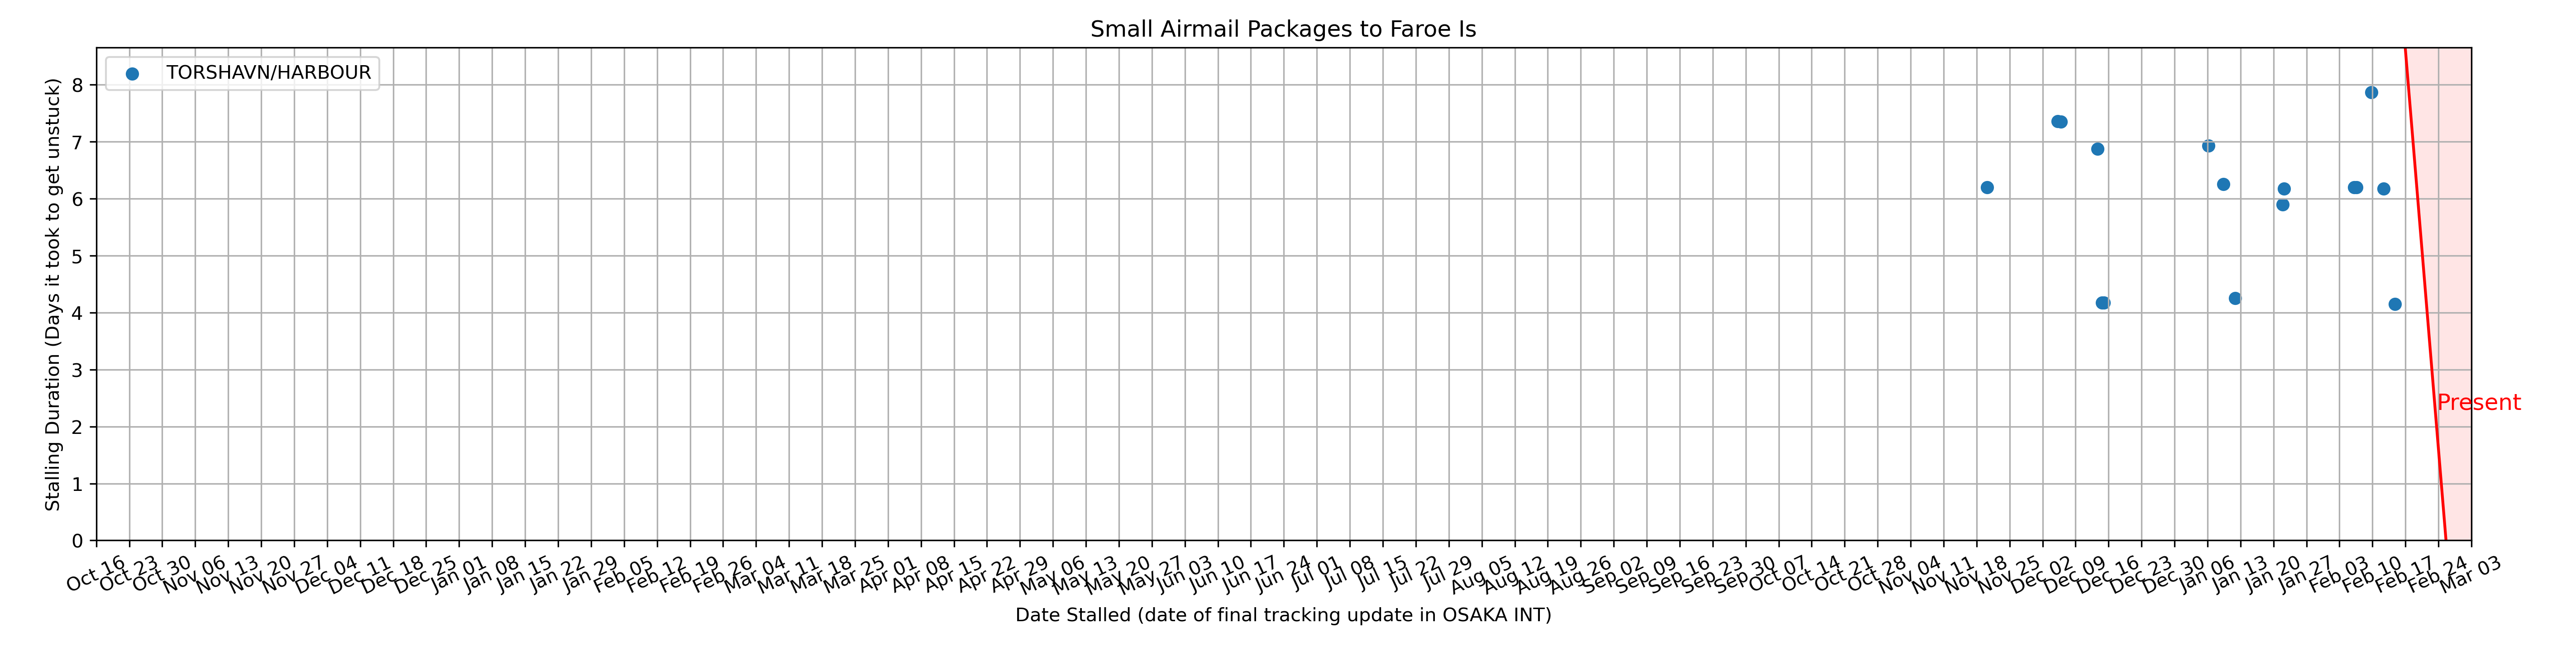 Small Airmail Packages to Faroe Is
TORSHAVN/HARBOUR
Stalling Duration (Days it took to get unstuck)
8
7
6
5
4
3
2
1
0
Present
Oct 16 Oct 23 Oct 30 Nov 06 Nov 13 Nov 20 Nov 27 Dec 04 Dec 11 Dec 18 Dec 25 Jan 01 Jan 08 Jan 15 Jan 22 Jan 29 Feb 05 Feb 12 Feb 19 Feb 26 Mar 04 Mar 11 Mar 18 Mar 25 Apr 01 Apr 08 Apr 15 Apr 22 Apr 29 May 06 May 13 May 20 May 27 Jun 03 Jun 10 Jun 17 Jun 24 Jul 01 Jul 08 Jul 15 Jul 22 Jul 29 Aug 05 Aug 12 Aug 19 Aug 26 Sep 02 Sep 09 Sep 16 Sep 23 Sep 30 Oct 07 Oct 14 Oct 21 Oct 28 Nov 04 Nov 11 Nov 18 Nov 25 Dec 02 Dec 09 Dec 16 Dec 23 Dec 30 Jan 06 Jan 13 Jan 20 Jan 27 Feb 03 Feb 10 Feb 17 Feb 24 Mar 03
Date Stalled (date of final tracking update in OSAKA INT)